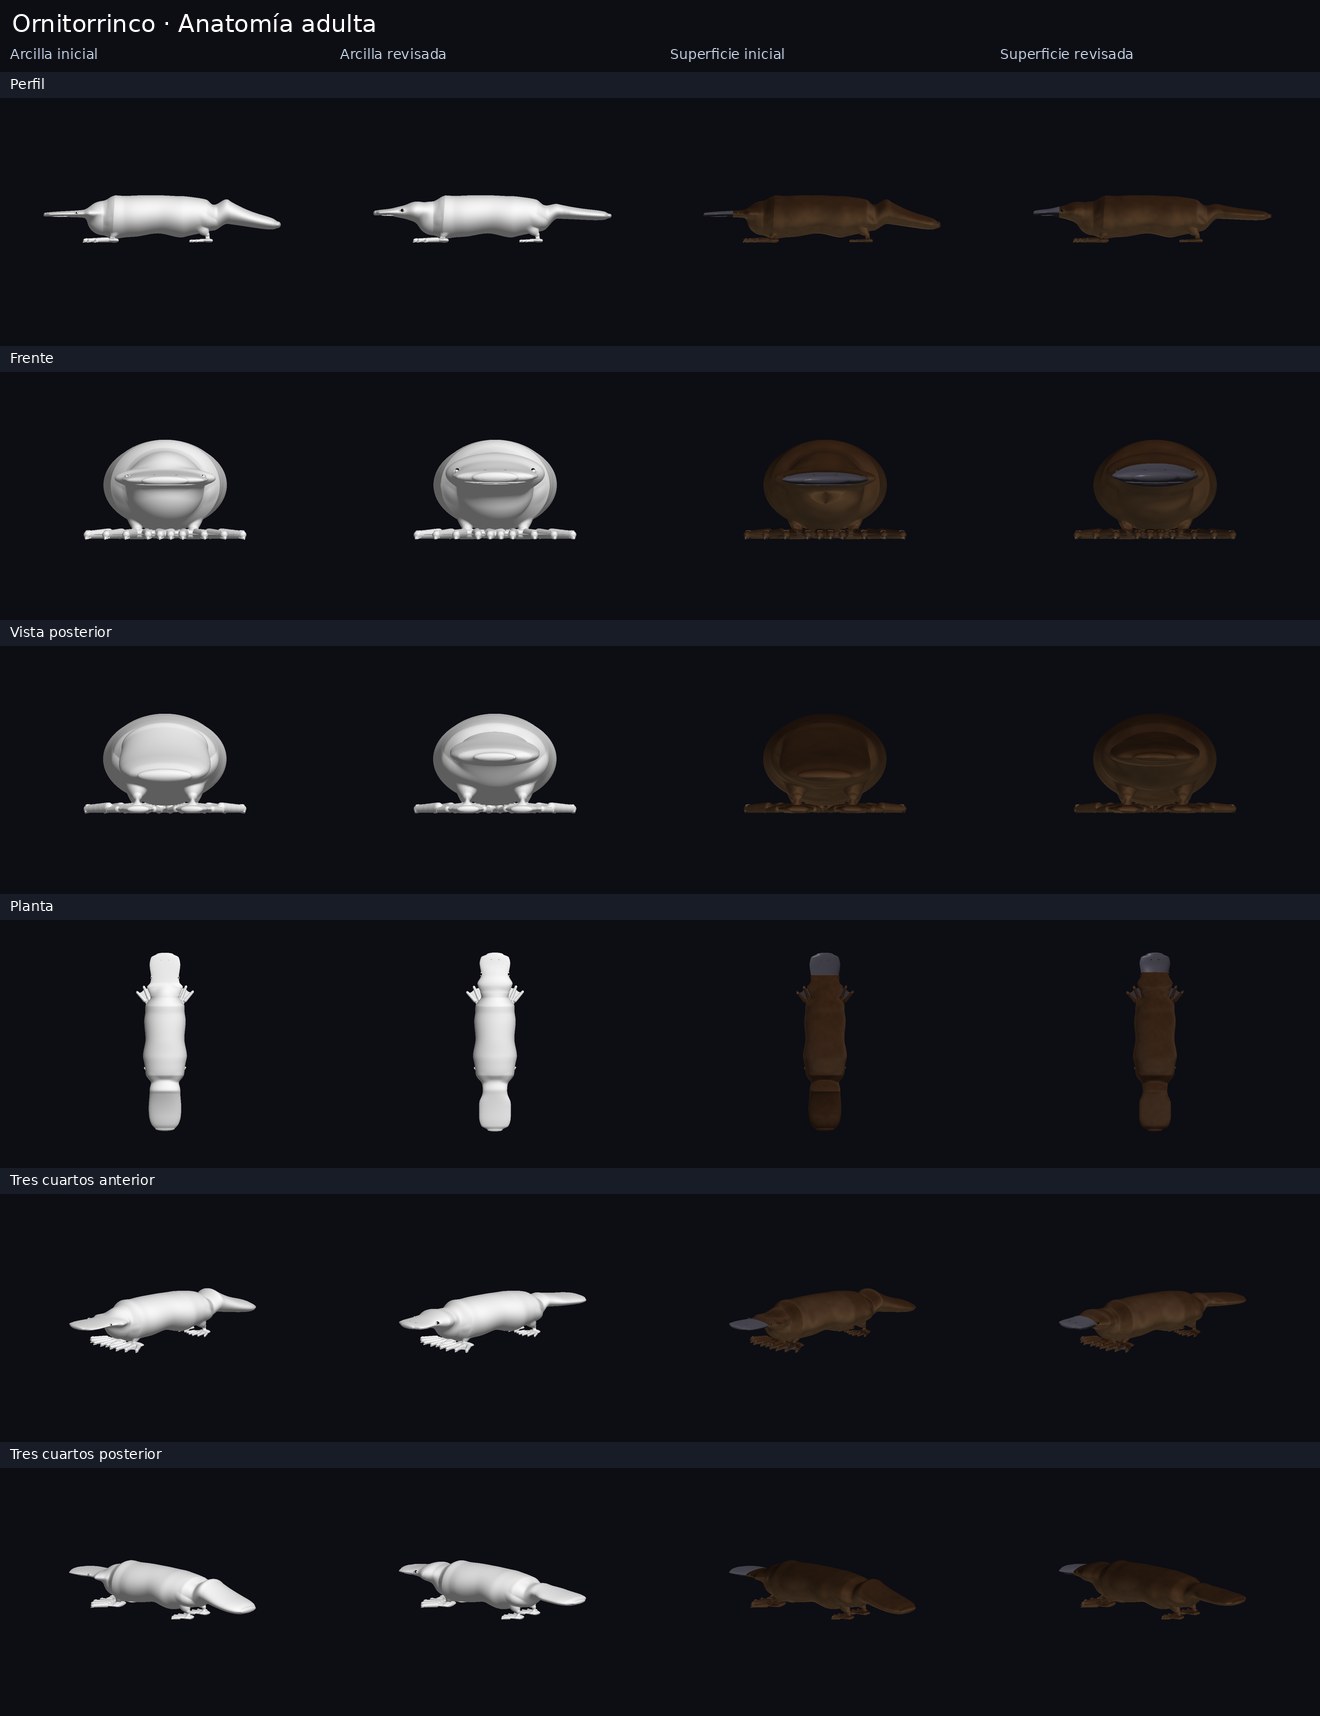 Ornitorrinco · Anatomía adulta
Arcilla inicial
Arcilla revisada
Superficie inicial
Superficie revisada
Perfil
Frente
Vista posterior
Planta
Tres cuartos anterior
Tres cuartos posterior